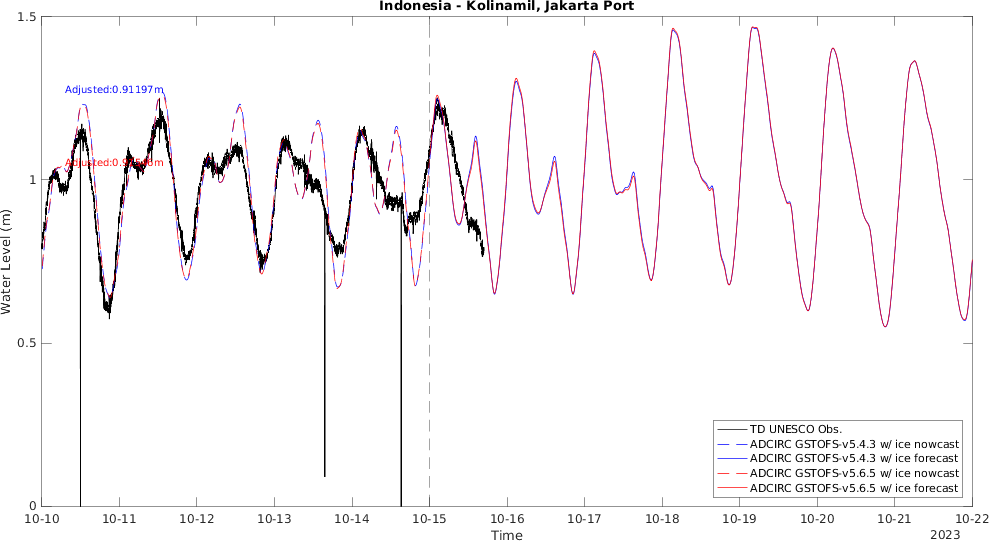 Indonesia - Kolinamil, Jakarta Port
1.5
1
0.5
0
Water Level (m)
Adjusted:0.91197m
10-10
10-11
10-12
10-13
10-14
10-15
10-16
10-17
10-18
10-19
10-20
10-21
10-22
Time
2023
TD UNESCO Obs.
ADCIRC GSTOFS-v5.4.3 w/ ice nowcast
ADCIRC GSTOFS-v5.4.3 w/ ice forecast
ADCIRC GSTOFS-v5.6.5 w/ ice nowcast
ADCIRC GSTOFS-v5.6.5 w/ ice forecast